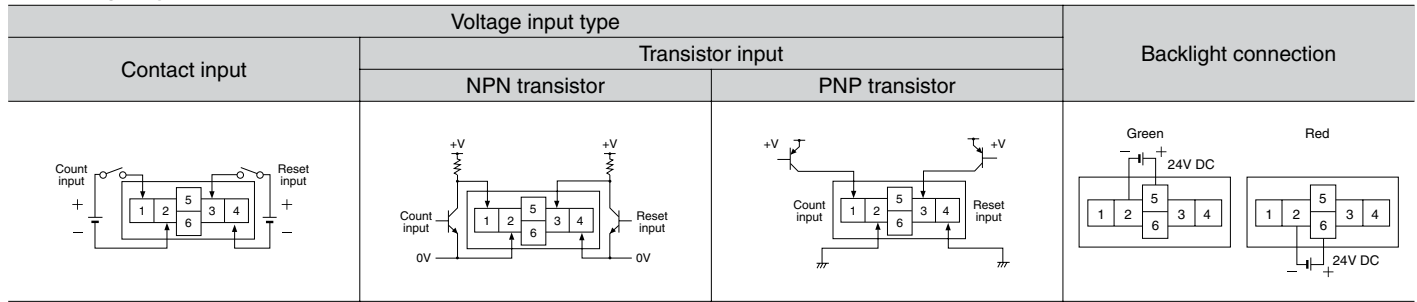 Voltage input type
Backlight connection
Contact input
Transistor input
NPN transistor
PNP transistor
Count
input
+
−
1 2 5 6 3 4
Reset
input
+
−
+V
+V
Count
input
1 2 5 6 3 4
Reset
input
0V
0V
+V
+V
Count
input
1 2 5 6 3 4
Reset
input
Green
− +
24V DC
1 2 5 6 3 4
Red
1 2 5 6 3 4
− +
24V DC